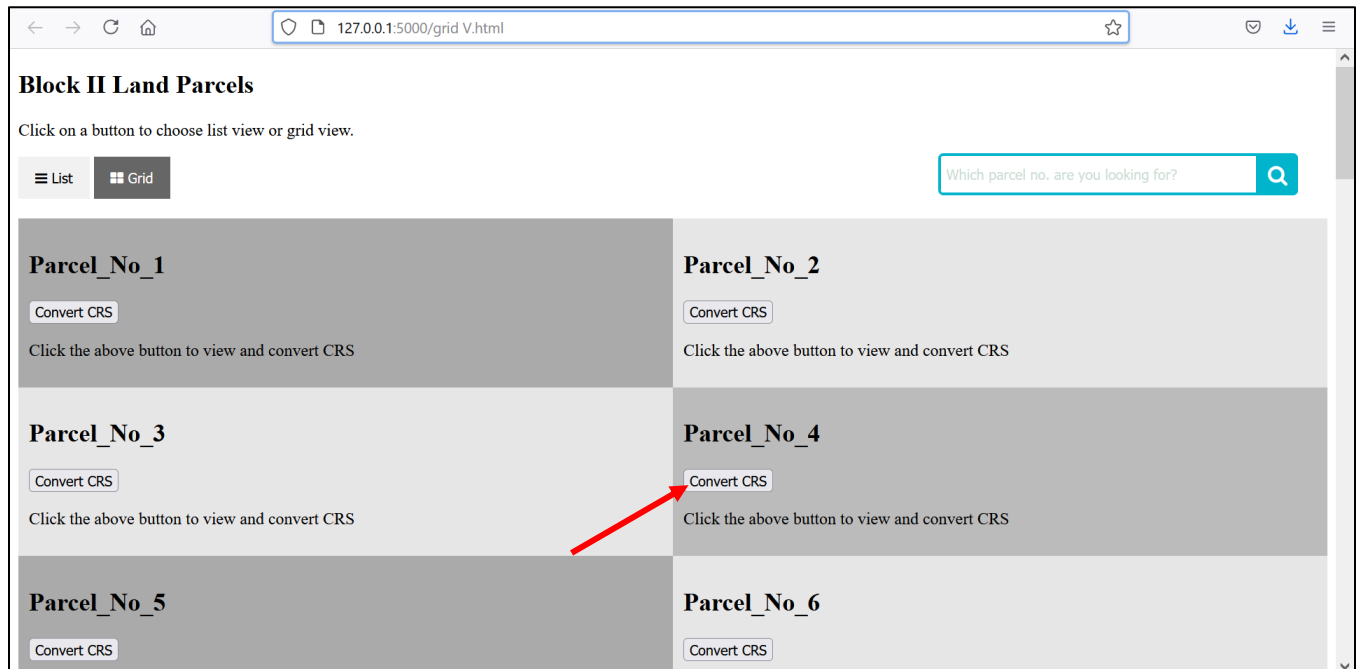 127.0.0.1:5000/grid V.html
Block II Land Parcels
Click on a button to choose list view or grid view.
List Grid Which parcel no. are you looking for?
Parcel_No_1
Convert CRS
Click the above button to view and convert CRS
Parcel_No_2
Convert CRS
Click the above button to view and convert CRS
Parcel_No_3
Convert CRS
Click the above button to view and convert CRS
Parcel_No_4
Convert CRS
Click the above button to view and convert CRS
Parcel_No_5
Convert CRS
Parcel_No_6
Convert CRS